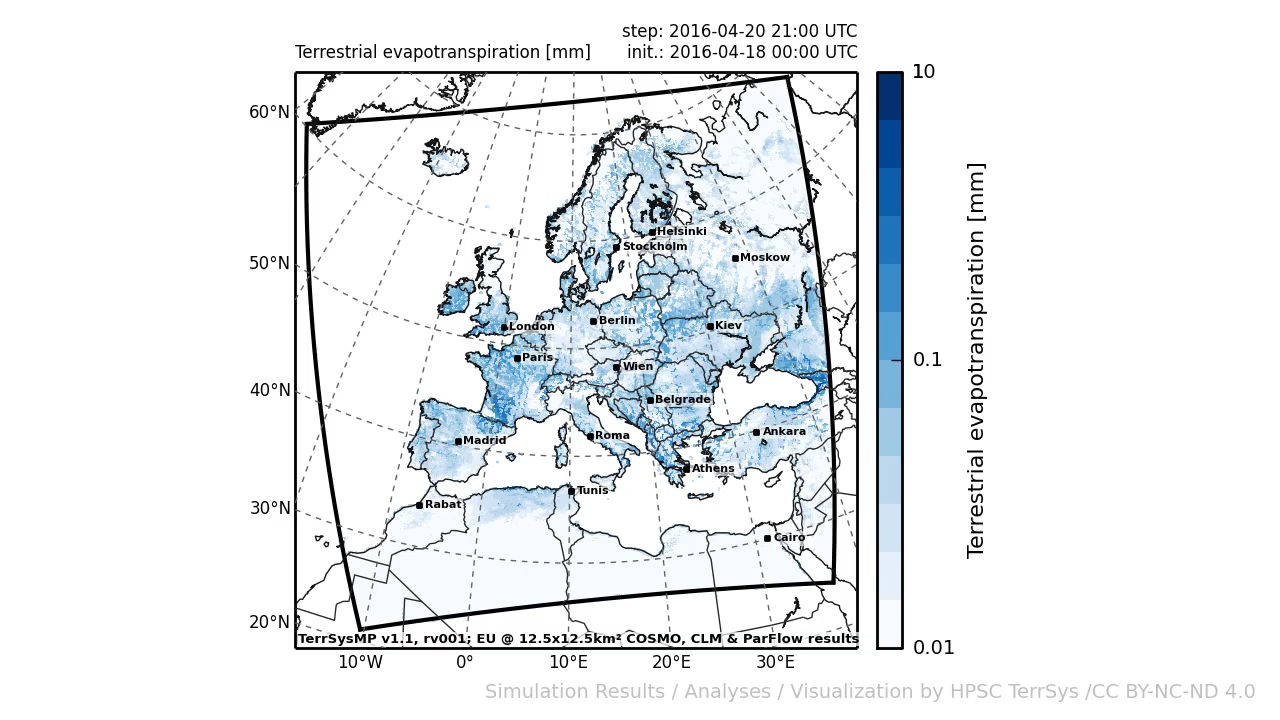 step: 2016-04-20 21:00 UTC
Terrestrial evapotranspiration [mm] init.: 2016-04-18 00:00 UTC
10
60°N
Helsinki
Stockholm
50°N
Moskow
London
Berlin
Kiev
Paris
0.1
Wien
40°N
Belgrade
Madrid
Roma
Ankara
Athens
Tunis
30°N
Rabat
Cairo
20°N
TerrSysMP v1.1, rv001; EU @ 12.5x12.5km² COSMO, CLM & ParFlow results
0.01
10°W 0° 10°E 20°E 30°E
Terrestrial evapotranspiration [mm]
Simulation Results / Analyses / Visualization by HPSC TerrSys /CC BY-NC-ND 4.0